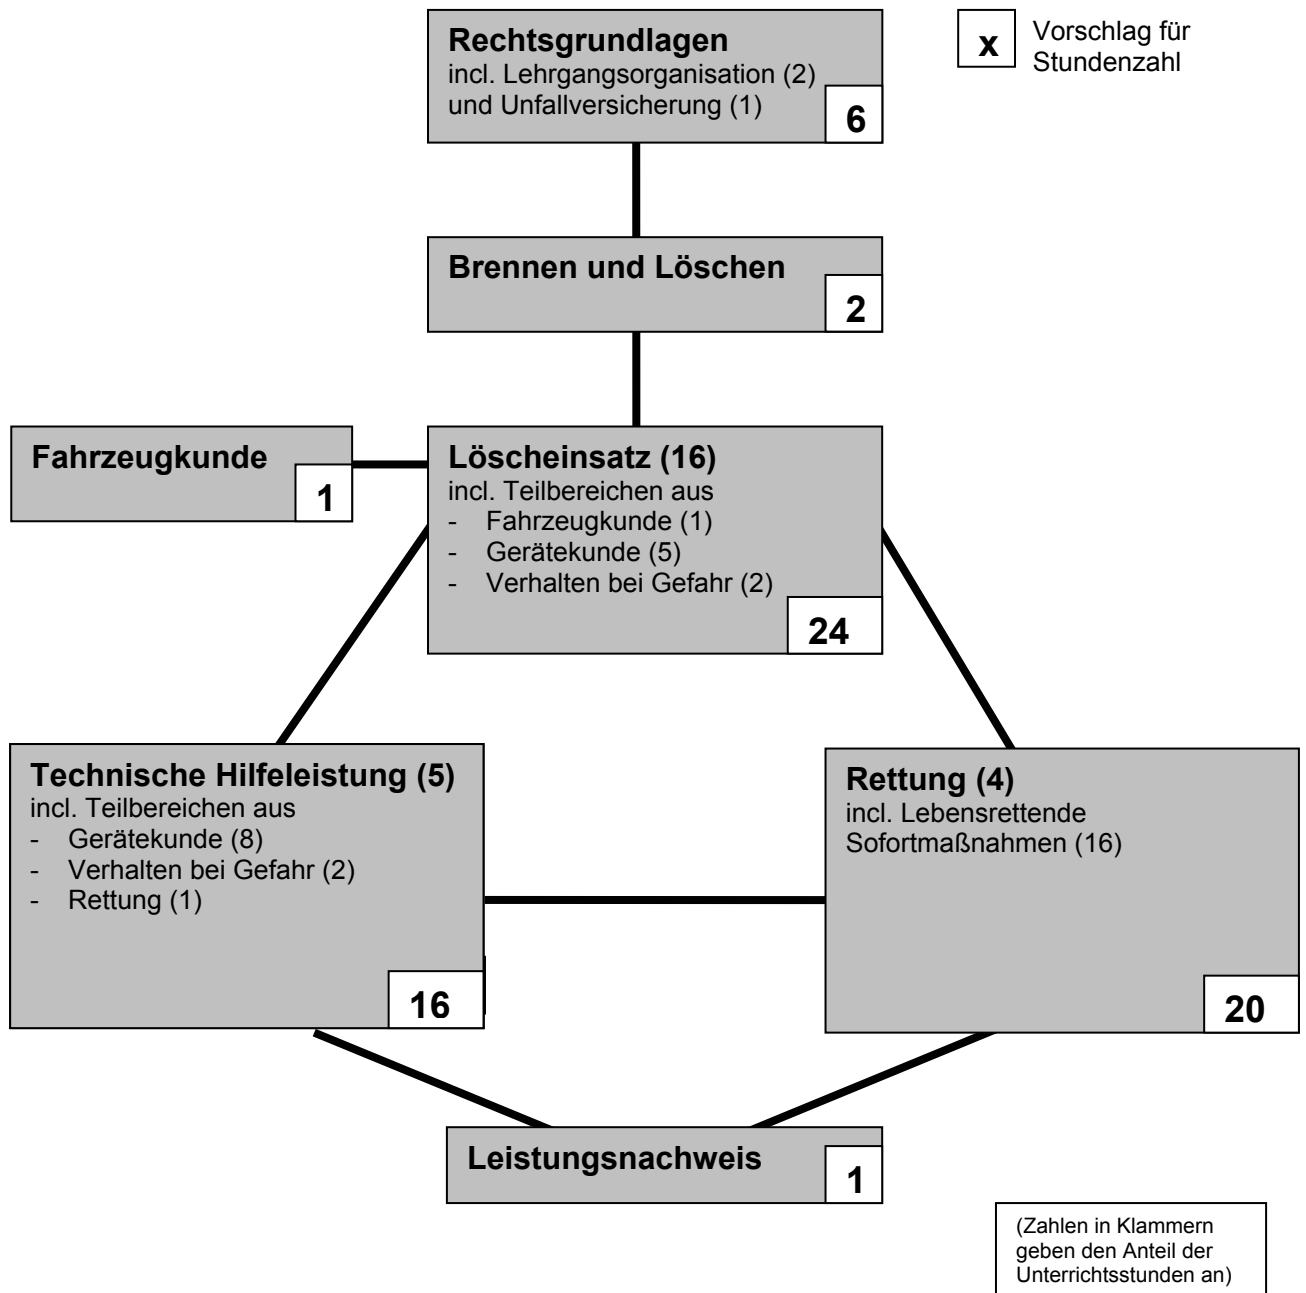 Rechtsgrundlagen
incl. Lehrgangsorganisation (2)
und Unfallversicherung (1)
6
x
Vorschlag für
Stundenzahl
Brennen und Löschen
2
Fahrzeugkunde
1
Löscheinsatz (16)
incl. Teilbereichen aus
- Fahrzeugkunde (1)
- Gerätekunde (5)
- Verhalten bei Gefahr (2)
24
Technische Hilfeleistung (5)
incl. Teilbereichen aus
- Gerätekunde (8)
- Verhalten bei Gefahr (2)
- Rettung (1)
16
Rettung (4)
incl. Lebensrettende
Sofortmaßnahmen (16)
20
Leistungsnachweis
1
(Zahlen in Klammern
geben den Anteil der
Unterrichtsstunden an)